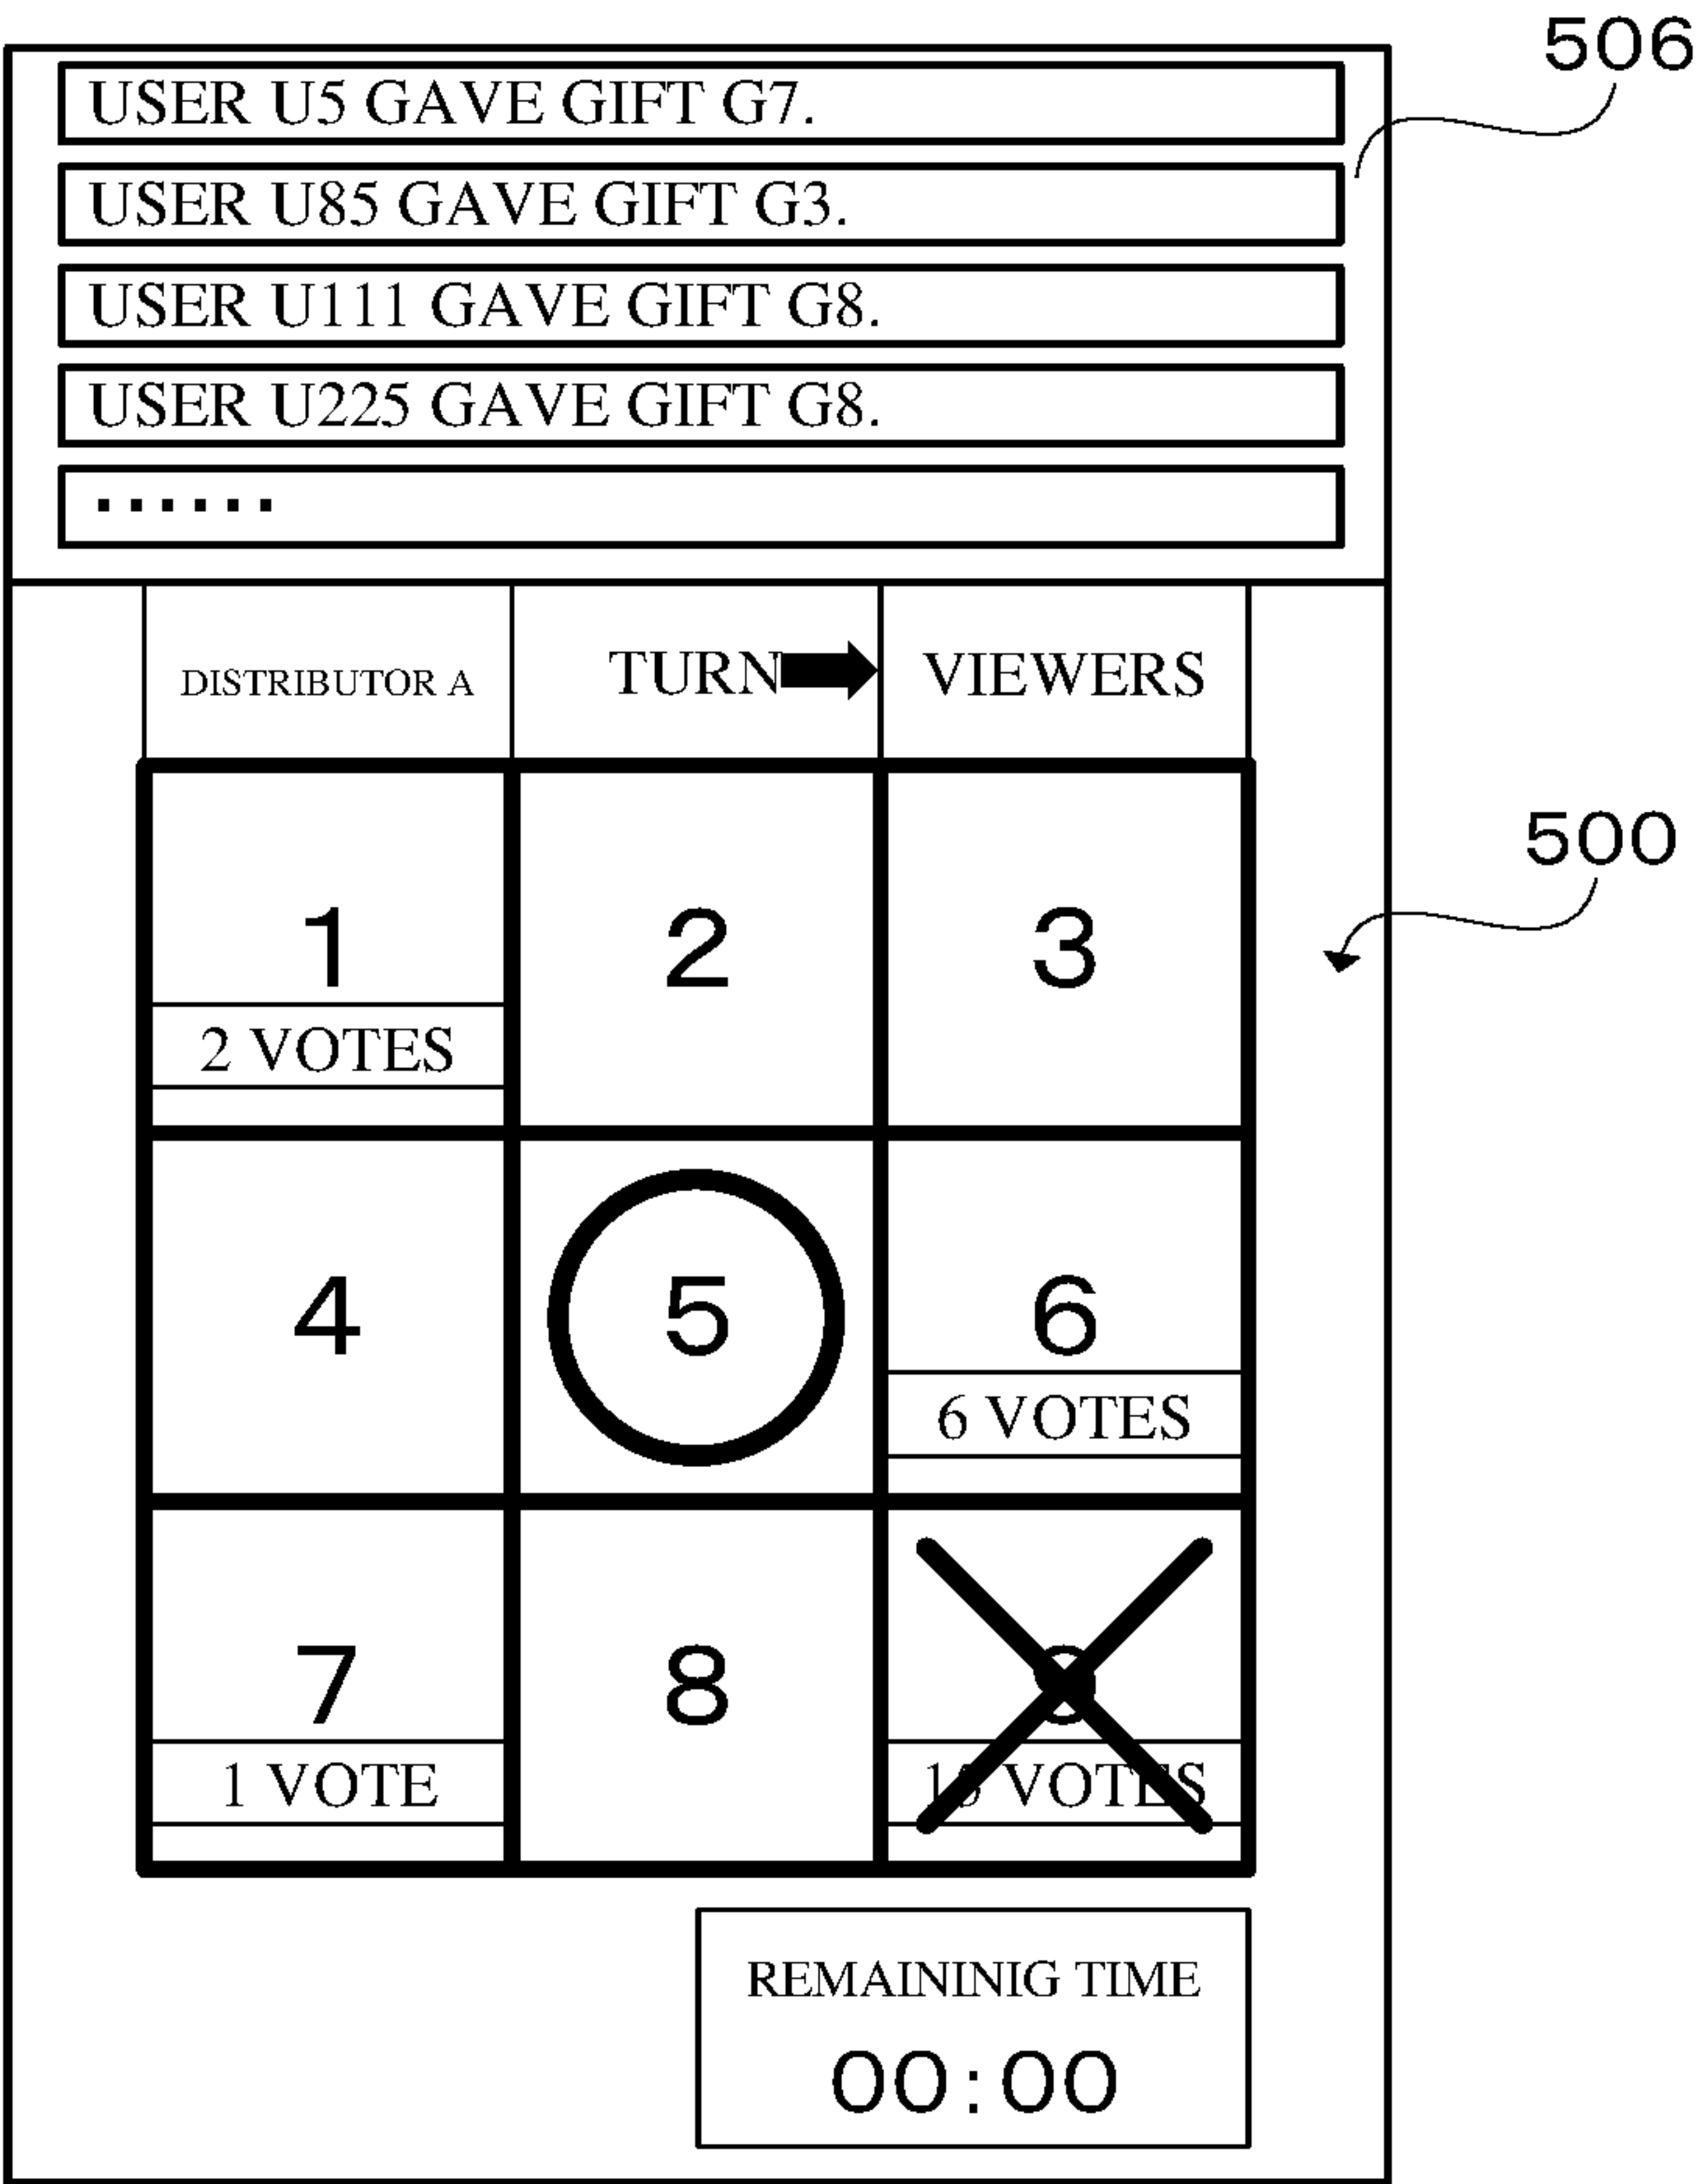 506
USER U5 GAVE GIFT G7.
USER U85 GAVE GIFT G3.
USER U111 GAVE GIFT G8.
USER U225 GAVE GIFT G8.
......
DISTRIBUTOR A
TURN
VIEWERS
500
1
2 VOTES
2
3
4
5
6
6 VOTES
7
1 VOTE
8
9
VOTES
REMAININIG TIME
00:00